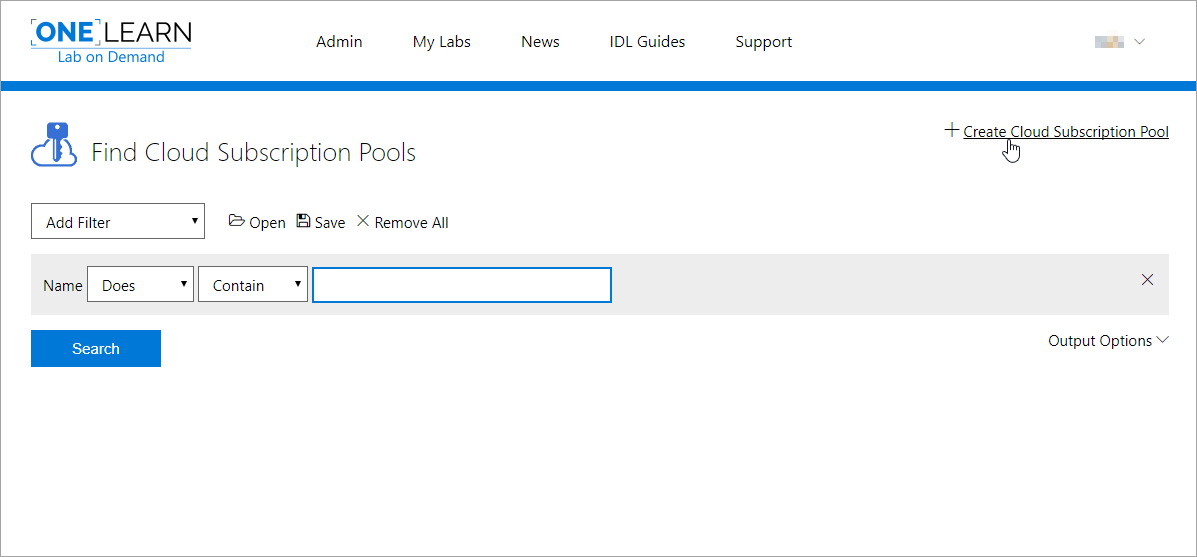 ONE LEARN
Lab on Demand
Admin My Labs News IDL Guides Support
Create Cloud Subscription Pool
Find Cloud Subscription Pools
Add Filter Open Save Remove All
Name Does Contain
Search
Output Options